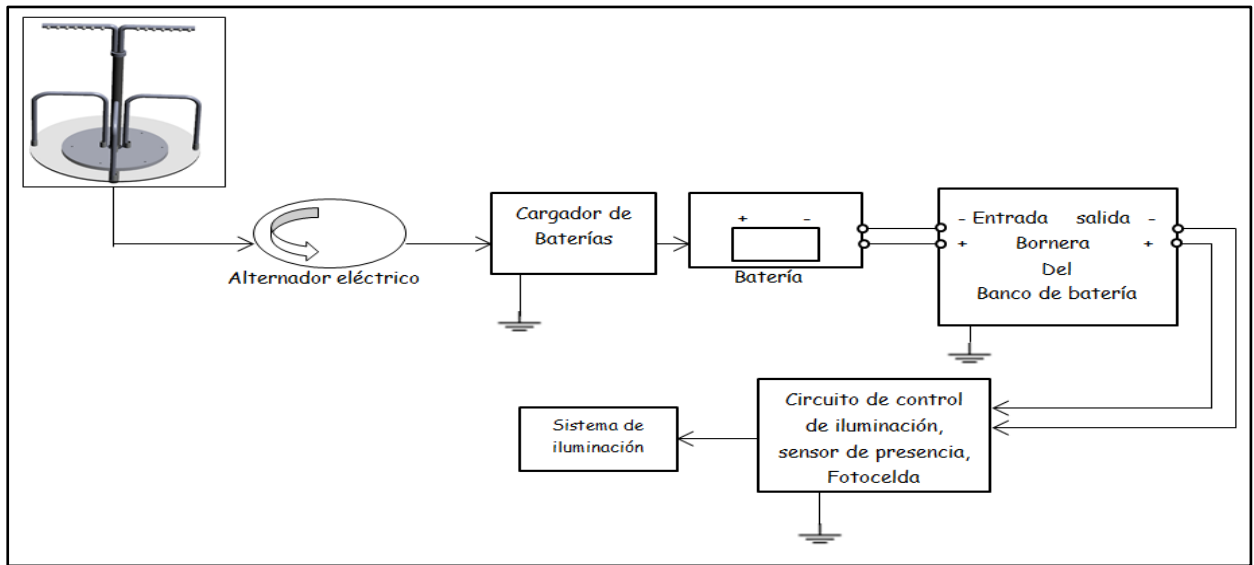 Alternador eléctrico
Cargador de
Baterías
+ -
Batería
- Entrada salida -
+ Bornera +
Del
Banco de batería
Circuito de control
de iluminación,
sensor de presencia,
Fotocelda
Sistema de
iluminación